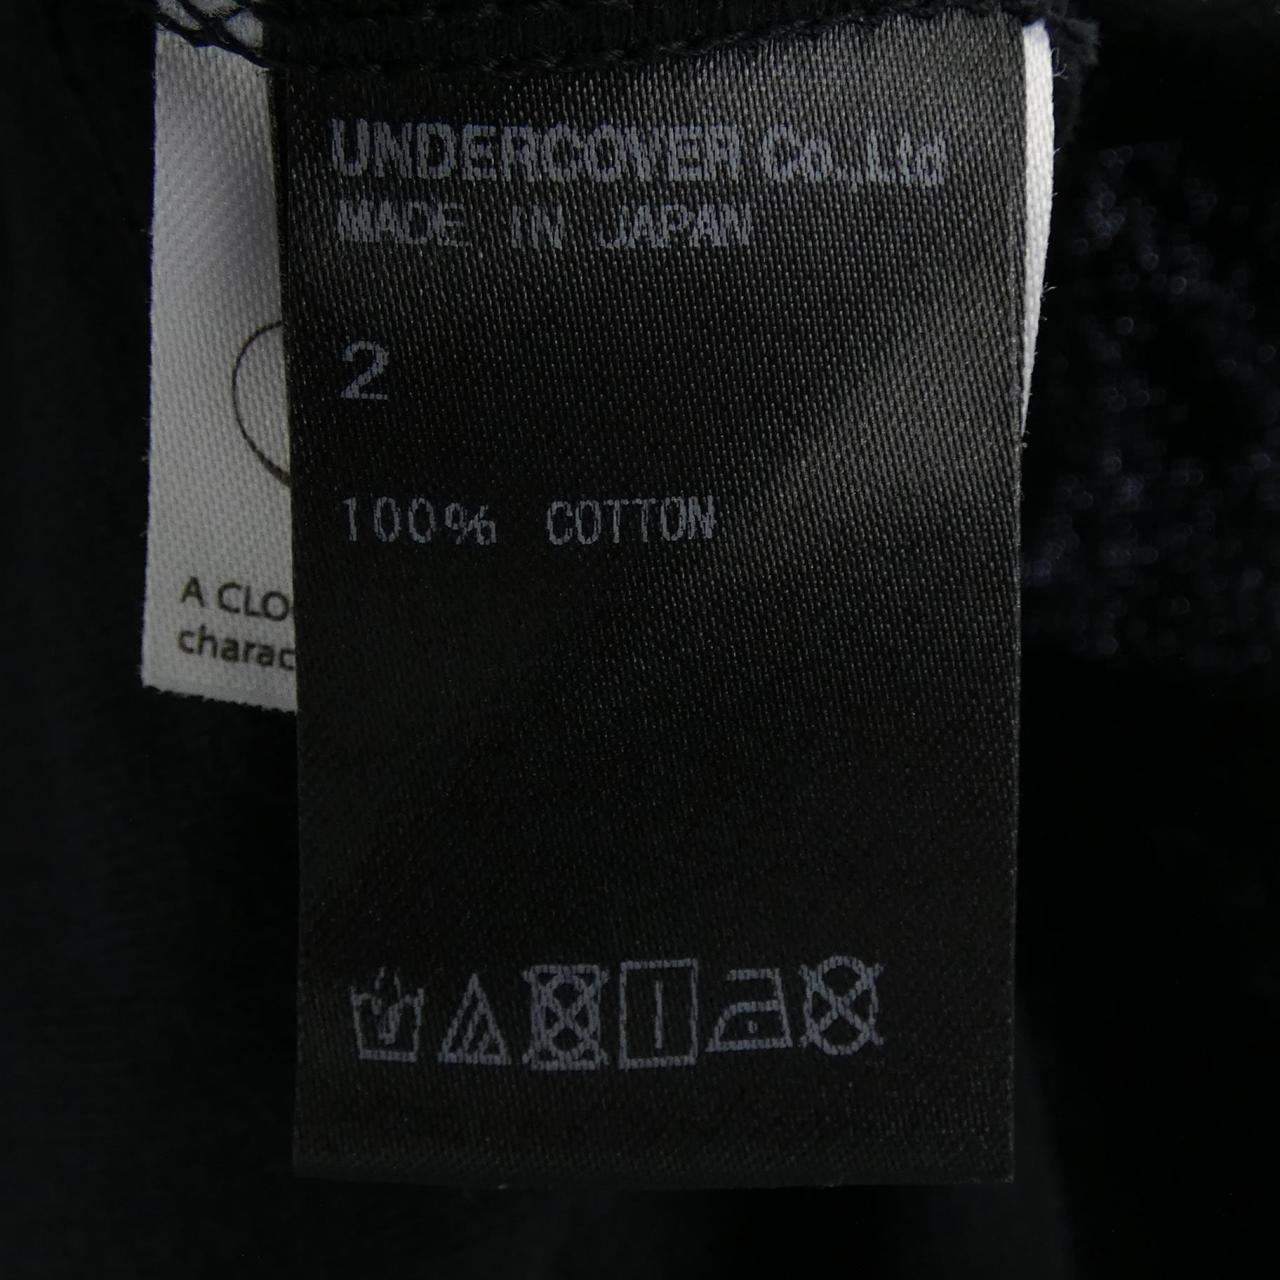 UNDERCOVER Co.,Ltd
MADE IN JAPAN
2
100% COTTON
A CLO
charac